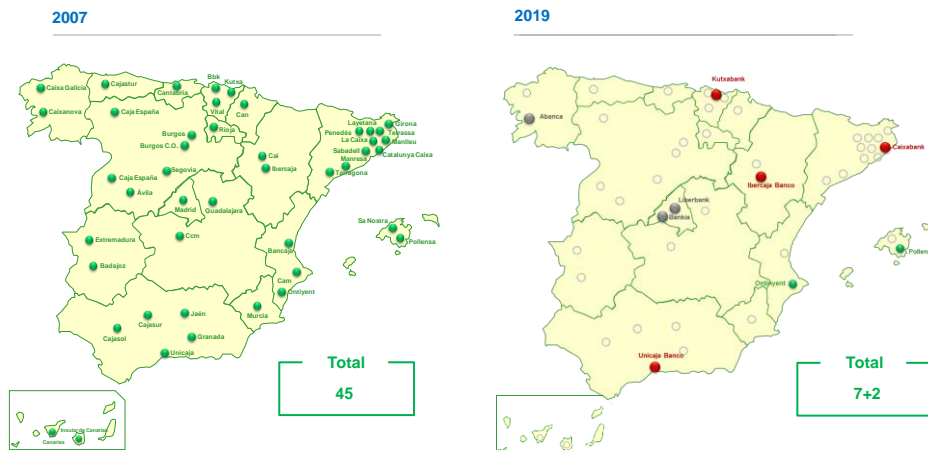 2007
Caixa Galicia
Caixanova
Cajastur
Cantabria
Bbk
Kutxa
Vital
Can
Rioja
Caja España
Burgos
Burgos C.O.
Caja España
Segovia
Ávila
Madrid
Guadalajara
Cai
Ibercaja
Layetana
Girona
Penedés
Terrassa
La Caixa
Manlleu
Sabadell
Catalunya Caixa
Manresa
Tarragona
Sa Nostra
Pollensa
Extremadura
Badajoz
Ccm
Bancaja
Cam
Ontiyent
Murcia
Jaén
Cajasur
Cajasol
Granada
Unicaja
Insular de Canarias
Canarias
Total
45
2019
Kutxabank
Abanca
Caixabank
Ibercaja Banco
Liberbank
Bankia
Pollen
Ontinyent
Unicaja Banco
Total
7+2